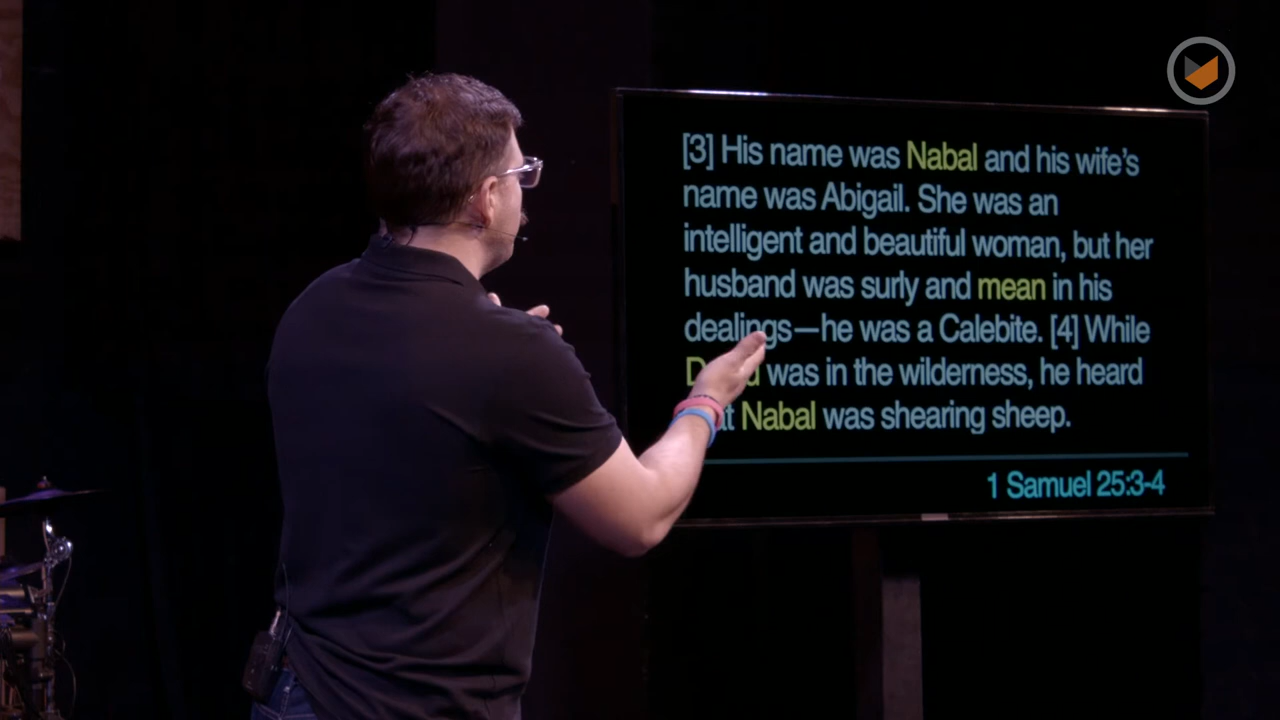 [3] His name was Nabal and his wife's
name was Abigail. She was an
intelligent and beautiful woman, but her
husband was surly and mean in his
dealings—he was a Calebite. [4] While
was in the wilderness, he heard
Nabal was shearing sheep.
1 Samuel 25:3-4